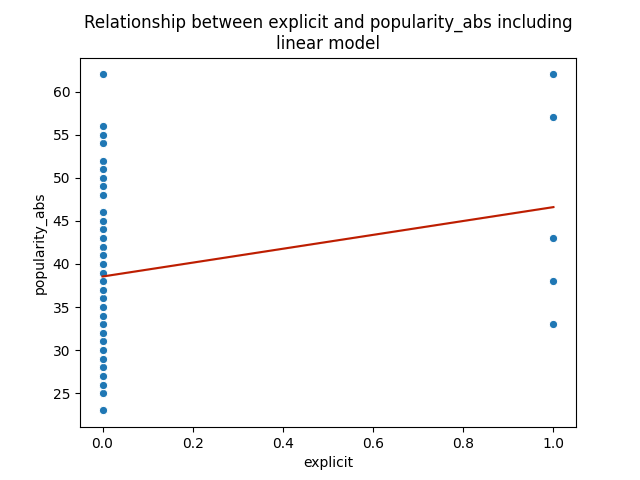 Relationship between explicit and popularity_abs including
linear model
popularity_abs
60
55
50
45
40
35
30
25
0.0 0.2 0.4 0.6 0.8 1.0
explicit